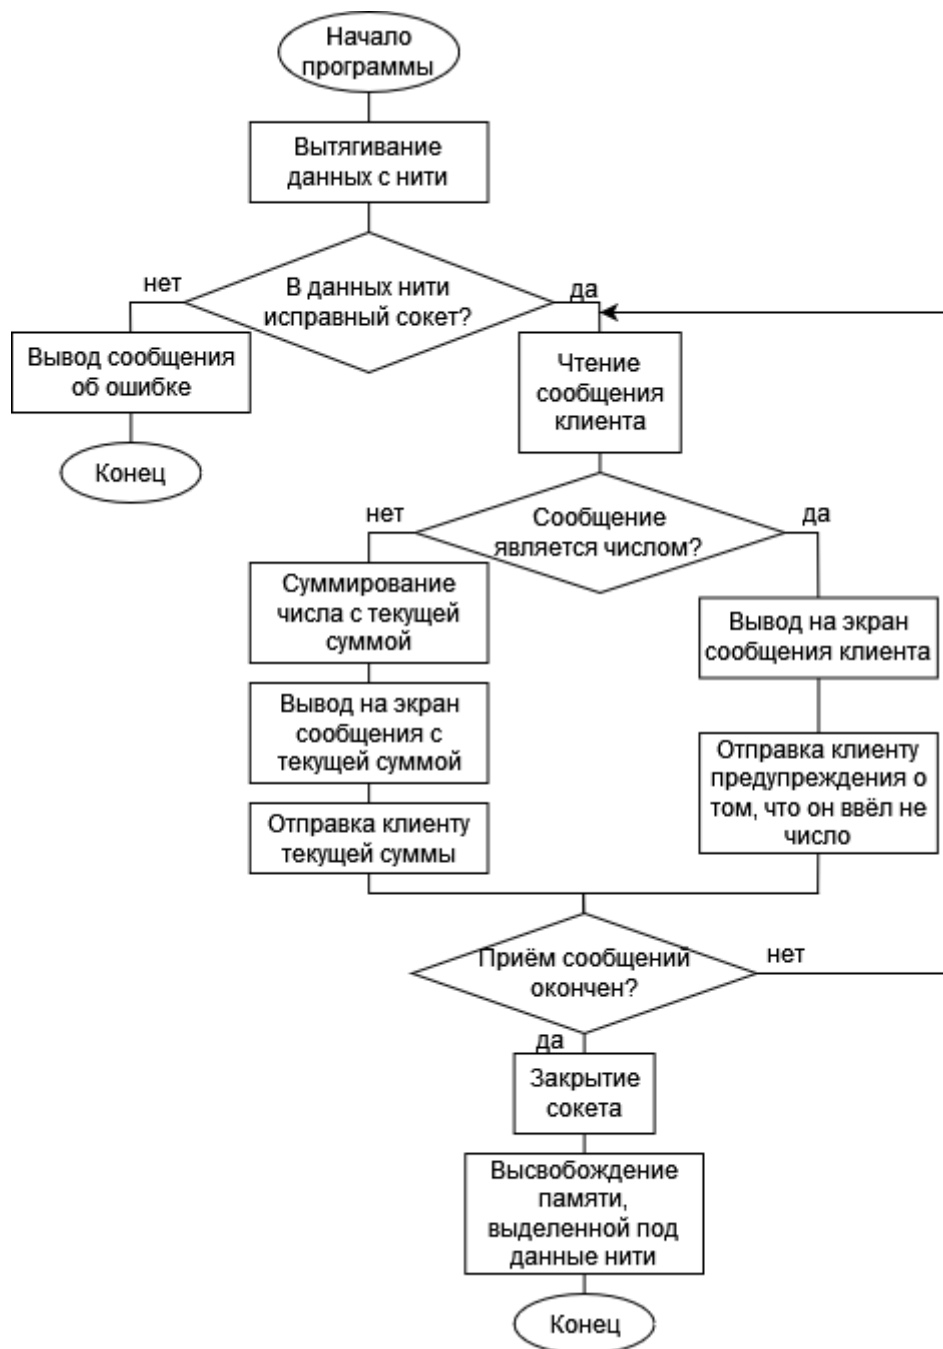 Начало
программы
Вытягивание
данных с нити
В данных нити
исправный сокет?
нет
да
Вывод сообщения
об ошибке
Конец
Чтение
сообщения
клиента
Сообщение
является числом?
нет
да
Суммирование
числа с текущей
суммой
Вывод на экран
сообщения с
текущей суммой
Отправка клиенту
текущей суммы
Вывод на экран
сообщения клиента
Отправка клиенту
предупреждения о
том, что он ввёл не
число
Приём сообщений
окончен?
нет
да
Закрытие
сокета
Высвобождение
памяти,
выделенной под
данные нити
Конец